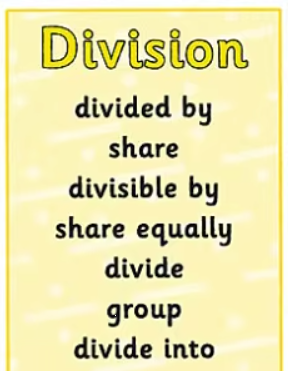 Division
divided by
share
divisible by
share equally
divide
group
divide into